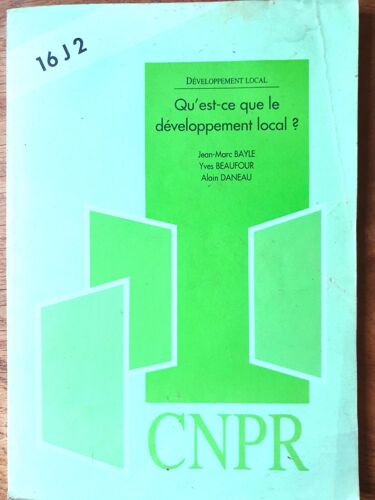 16 J 2
DÉVELOPPEMENT LOCAL
Qu'est-ce que le
développement local ?
Jean-Marc BAYLE
Yves BEAUFOUR
Alain DANEAU
CNPR